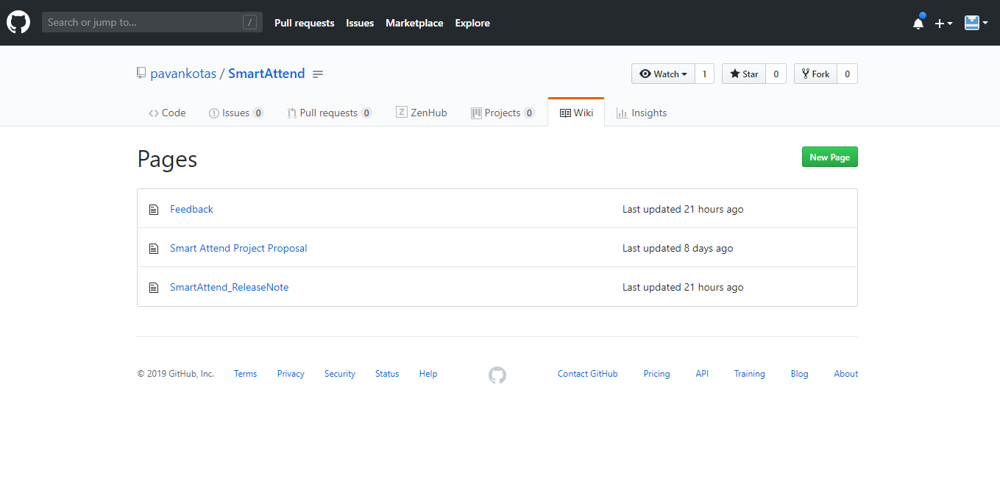 Search or jump to... / Pull requests Issues Marketplace Explore
pavankotas / SmartAttend Watch 1 Star 0 Fork 0
Code Issues 0 Pull requests 0 Z ZenHub Projects 0 Wiki Insights
Pages New Page
Feedback Last updated 21 hours ago
Smart Attend Project Proposal Last updated 8 days ago
SmartAttend_ReleaseNote Last updated 21 hours ago
© 2019 GitHub, Inc. Terms Privacy Security Status Help Contact GitHub Pricing API Training Blog About